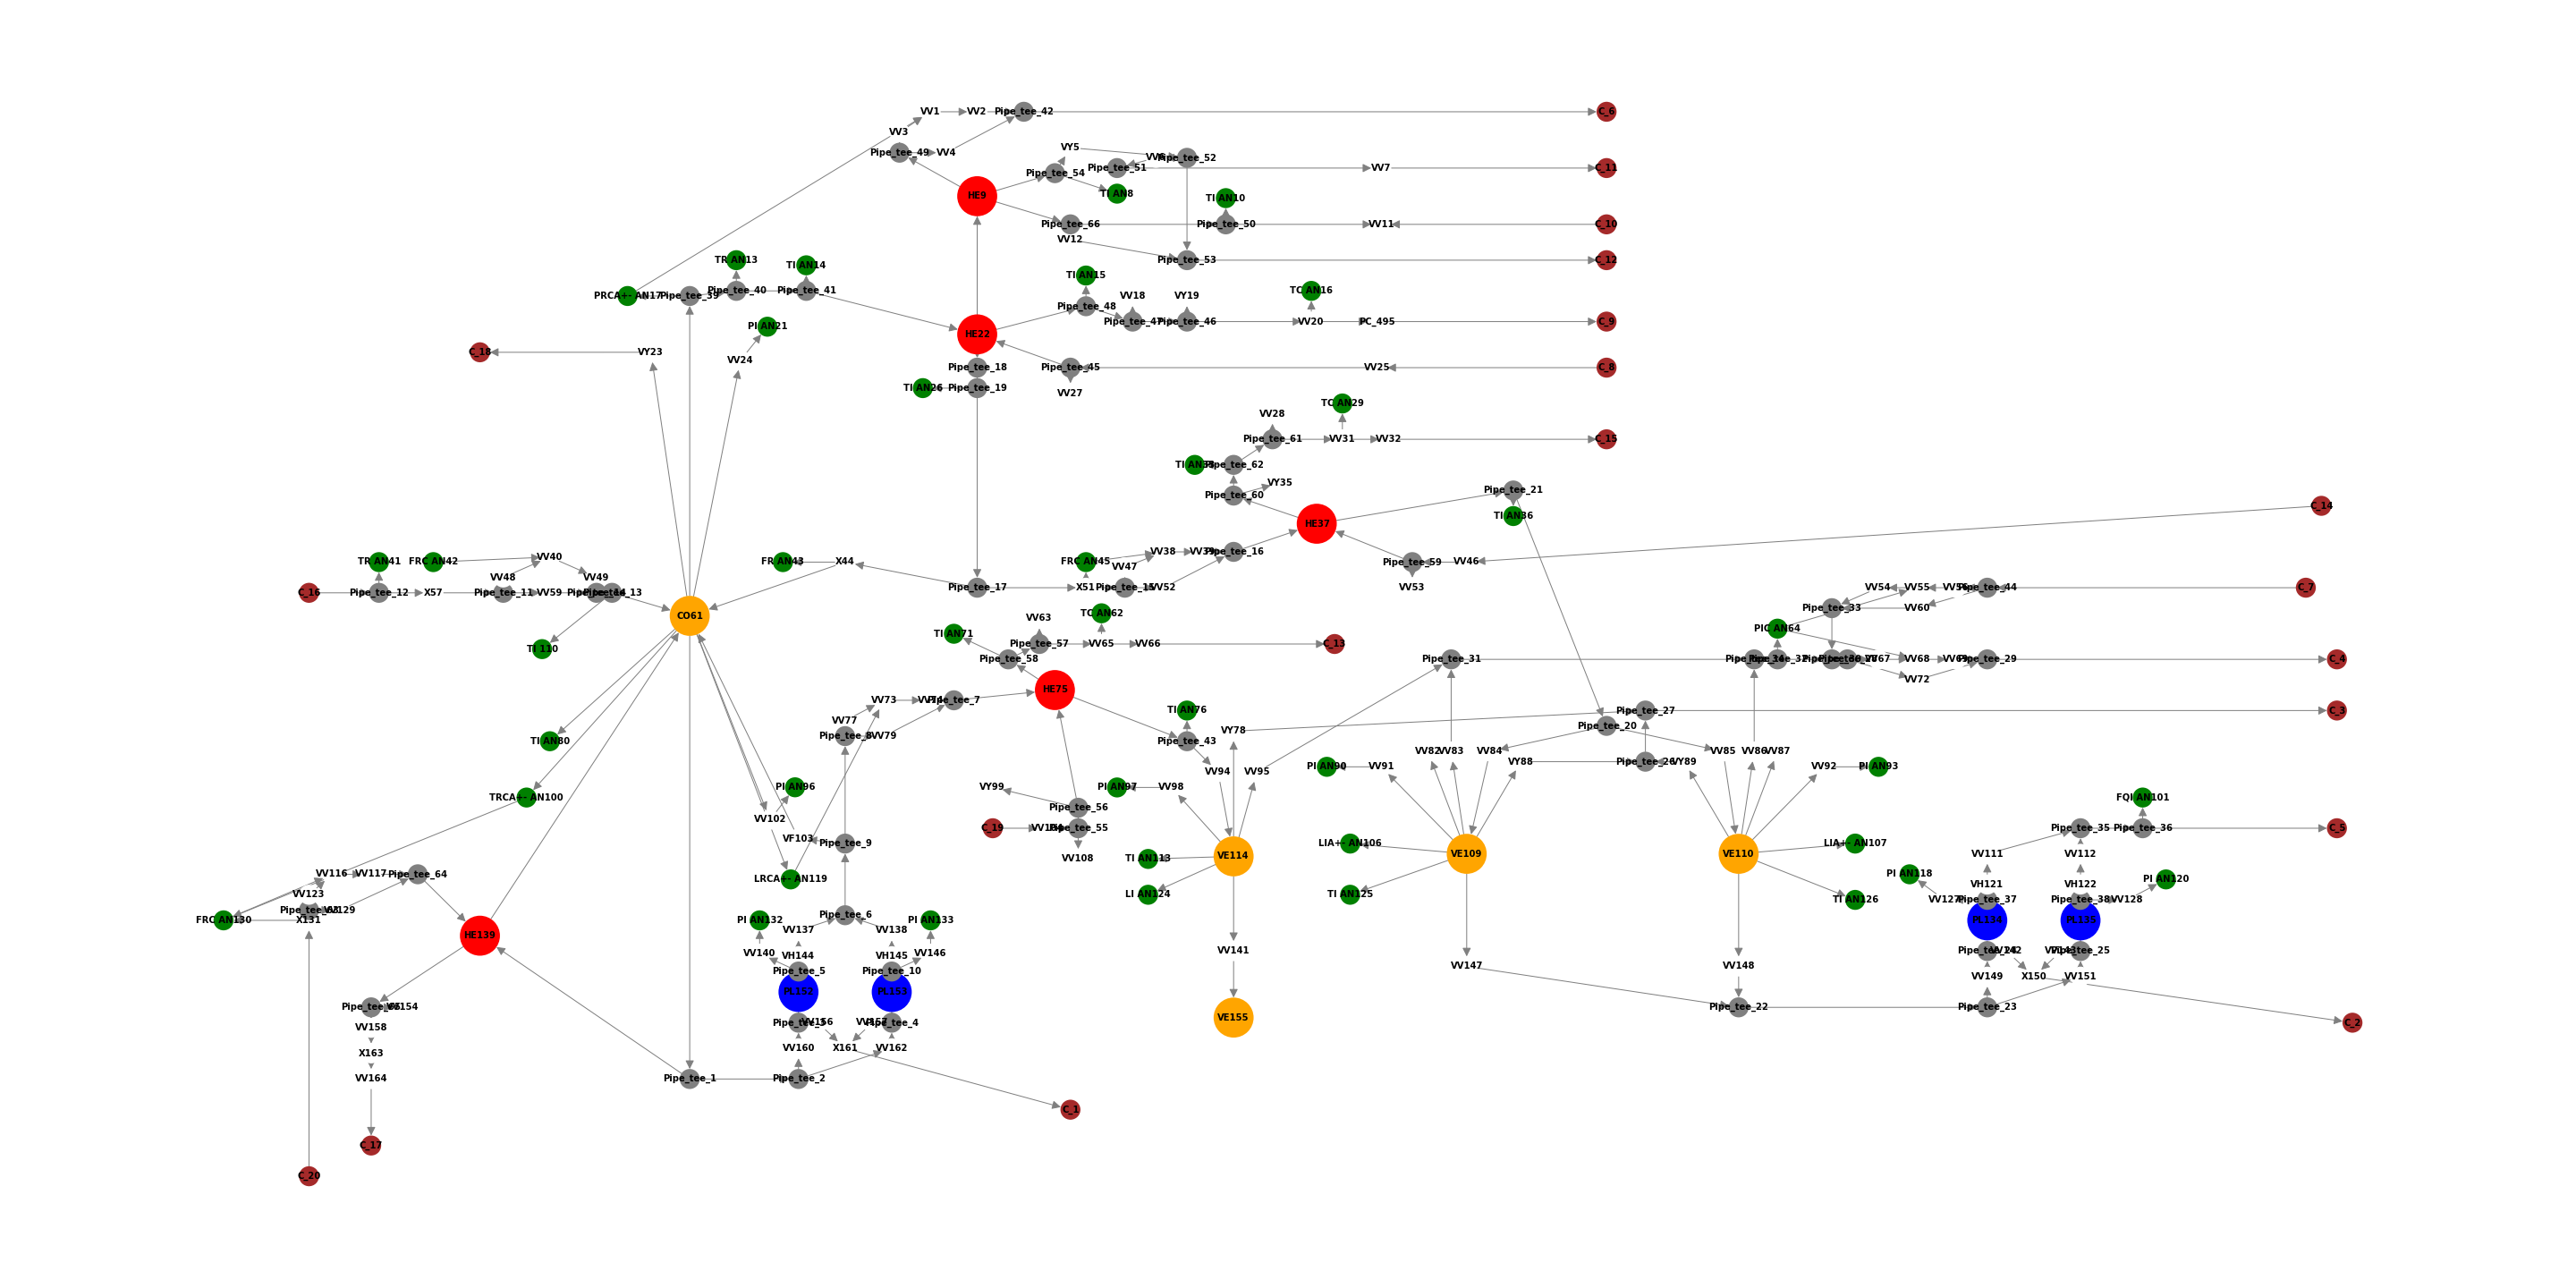 VV1
VV2
Pipe_tee_42
C_6
VV3
Pipe_tee_49
VV4
VY5
Pipe_tee_52
Pipe_tee_51
VV7
C_11
Pipe_tee_54
TI AN8
HE9
TI AN10
Pipe_tee_66
Pipe_tee_50
VV11
C_10
VV12
Pipe_tee_53
C_12
TR AN13
TI AN14
TI AN15
PRCA+- AN17
Pipe_tee_39
Pipe_tee_40
Pipe_tee_41
VV18
VY19
TC AN16
Pipe_tee_48
Pipe_tee_47
Pipe_tee_46
VV20
PC_495
C_9
PI AN21
HE22
C_18
VY23
VV24
Pipe_tee_18
Pipe_tee_45
VV25
C_8
TI AN26
Pipe_tee_19
VV27
TC AN29
VV28
Pipe_tee_61
VV31
VV32
C_15
Pipe_tee_62
VY35
Pipe_tee_60
Pipe_tee_21
C_14
TI AN36
HE37
TR AN41
FRC AN42
VV40
FR AN43
X44
FRC AN45
VV38
VV39
Pipe_tee_16
Pipe_tee_59
VV46
VV47
VV48
VV49
C_16
Pipe_tee_12
X57
Pipe_tee_11
VV59
Pipe_tee_13
Pipe_tee_17
X51
Pipe_tee_15
VV52
VV53
VV54
VV55
Pipe_tee_44
C_7
Pipe_tee_33
VV60
CO61
TC AN62
VV63
PIC AN64
TI AN71
Pipe_tee_57
VV65
VV66
C_13
TI 110
Pipe_tee_58
Pipe_tee_31
VV67
VV68
VV69
Pipe_tee_29
C_4
VV72
HE75
VV73
Pipe_tee_7
TI AN76
VV77
VY78
Pipe_tee_27
C_3
Pipe_tee_20
TI AN80
Pipe_tee_8
VV79
Pipe_tee_43
VV82
VV83
VV84
VV85
VV86
VV87
VY88
Pipe_tee_26
VY89
PI AN90
VV91
VV92
PI AN93
VV94
VV95
PI AN96
PI AN97
VV98
VY99
TRCA+- AN100
FQI AN101
Pipe_tee_56
VV102
C_19
VV104
Pipe_tee_55
Pipe_tee_35
Pipe_tee_36
C_5
VF103
Pipe_tee_9
LIA+- AN106
LIA+- AN107
VV108
TI AN113
VE114
VE109
VE110
VV111
VV112
VV116
VV117
Pipe_tee_64
LRCA+- AN119
PI AN118
PI AN120
VV123
LI AN124
TI AN125
TI AN126
VH121
VH122
VV127
Pipe_tee_37
Pipe_tee_38
VV128
Pipe_tee_63
VV129
FRC AN130
X131
PI AN132
Pipe_tee_6
PI AN133
PL134
PL135
VV137
VV138
HE139
VV140
VH144
VH145
VV146
VV141
Pipe_tee_24
VV142
VV143
Pipe_tee_25
VV147
VV148
Pipe_tee_5
Pipe_tee_10
VV149
X150
VV151
PL152
PL153
VV154
VE155
Pipe_tee_22
Pipe_tee_23
C_2
Pipe_tee_3
VV156
VV157
Pipe_tee_4
VV158
VV160
X161
VV162
X163
VV164
Pipe_tee_1
Pipe_tee_2
C_1
C_17
C_20